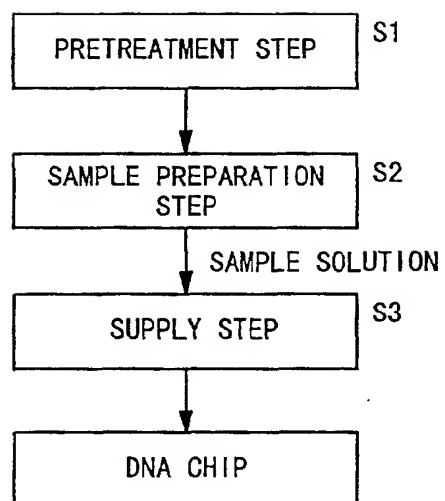 PRETREATMENT STEP
S1
SAMPLE PREPARATION
STEP
S2
SAMPLE SOLUTION
SUPPLY STEP
S3
DNA CHIP